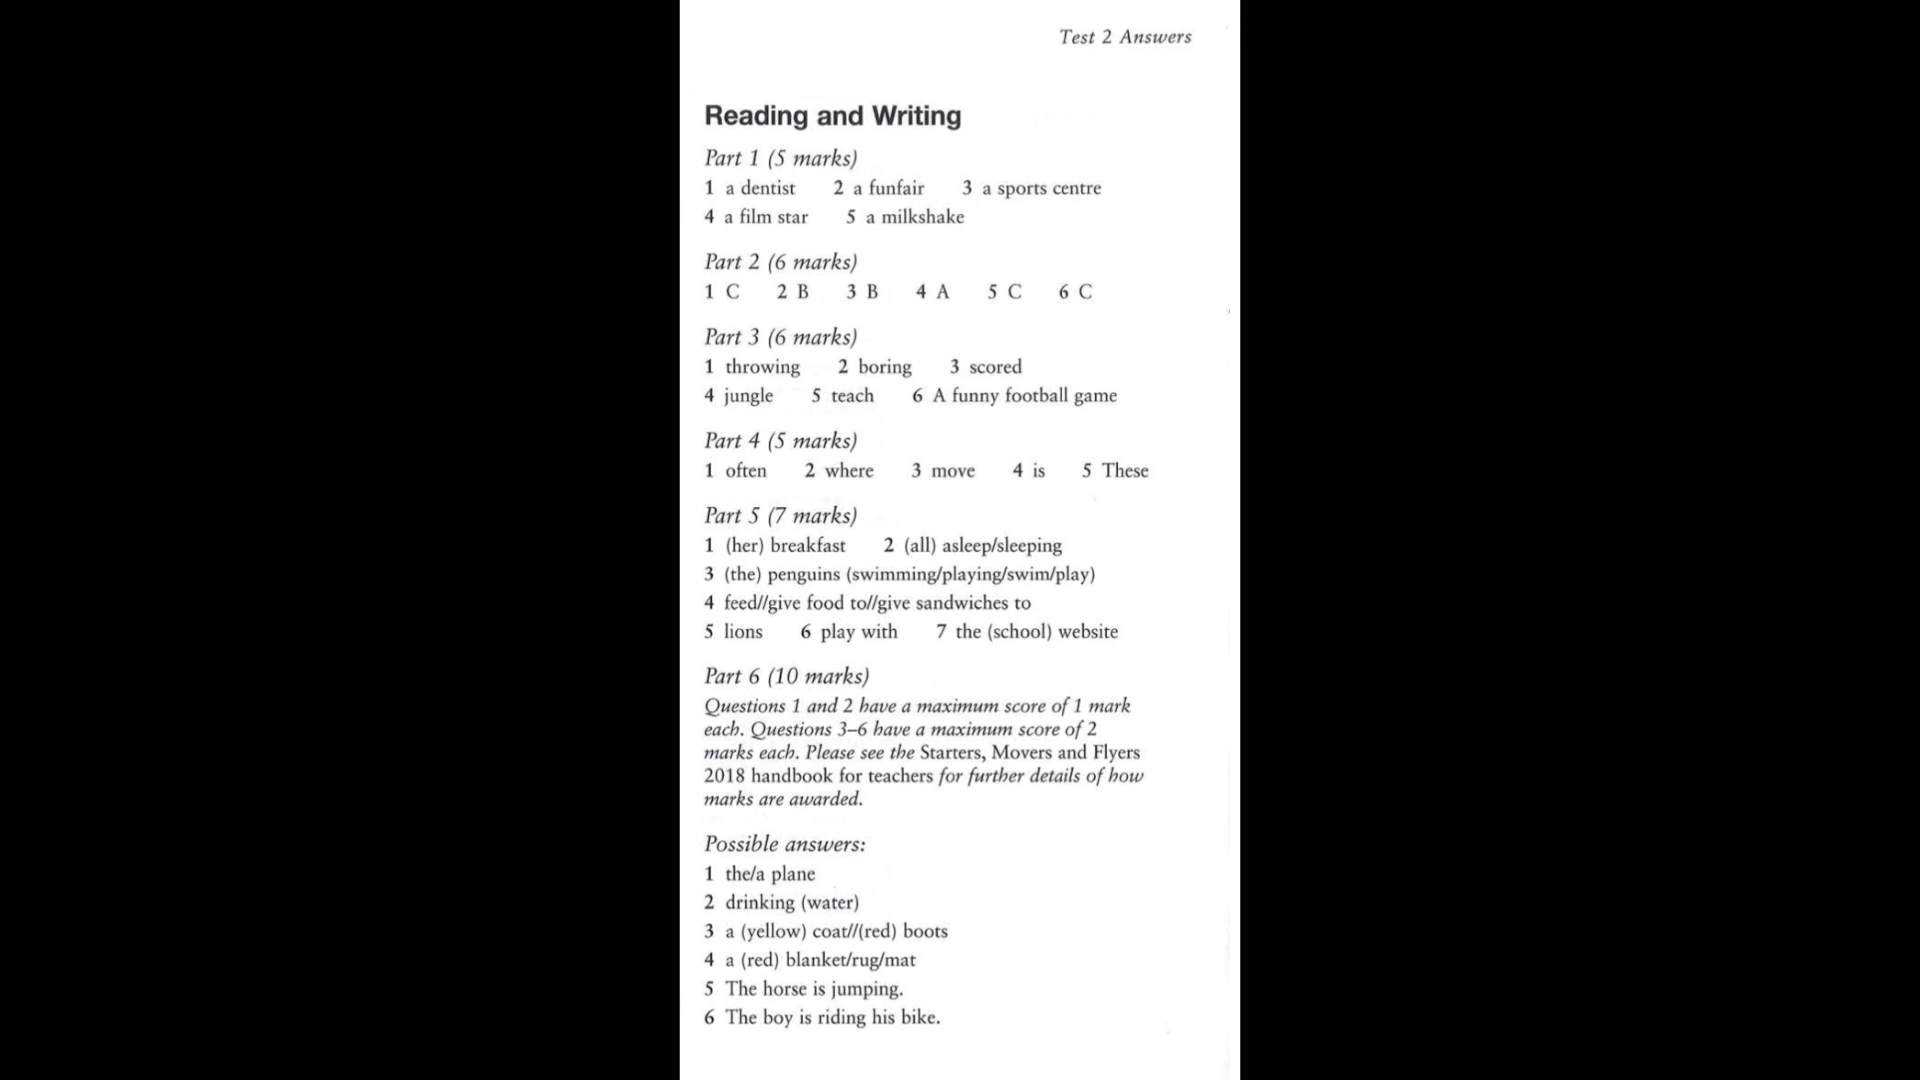 Test 2 Answers
Reading and Writing
Part 1 (5 marks)
1 a dentist 2 a funfair 3 a sports centre
4 a film star 5 a milkshake
Part 2 (6 marks)
1 C 2 B 3 B 4 A 5 C 6 C
Part 3 (6 marks)
1 throwing 2 boring 3 scored
4 jungle 5 teach 6 A funny football game
Part 4 (5 marks)
1 often 2 where 3 move 4 is 5 These
Part 5 (7 marks)
1 (her) breakfast 2 (all) asleep/sleeping
3 (the) penguins (swimming/playing/swim/play)
4 feed//give food to//give sandwiches to
5 lions 6 play with 7 the (school) website
Part 6 (10 marks)
Questions 1 and 2 have a maximum score of 1 mark
each. Questions 3–6 have a maximum score of 2
marks each. Please see the Starters, Movers and Flyers
2018 handbook for teachers for further details of how
marks are awarded.
Possible answers:
1 the/a plane
2 drinking (water)
3 a (yellow) coat//(red) boots
4 a (red) blanket/rug/mat
5 The horse is jumping.
6 The boy is riding his bike.